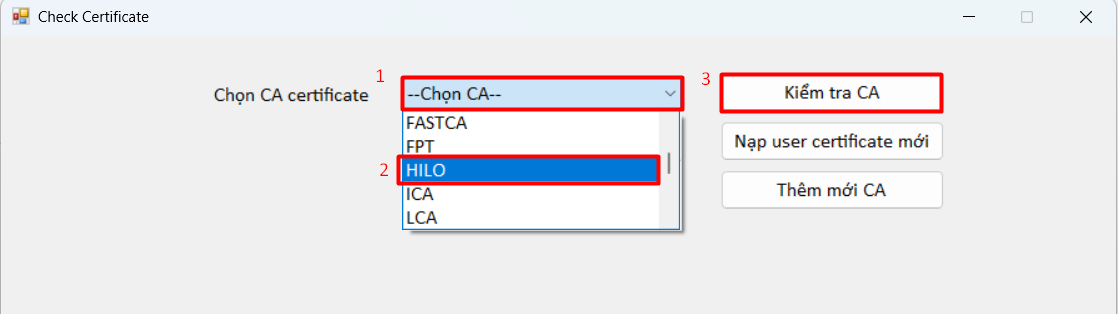 Check Certificate
1
Chọn CA certificate
--Chọn CA--
3
Kiểm tra CA
FASTCA
FPT
2
HILO
ICA
LCA
Nạp user certificate mới
Thêm mới CA